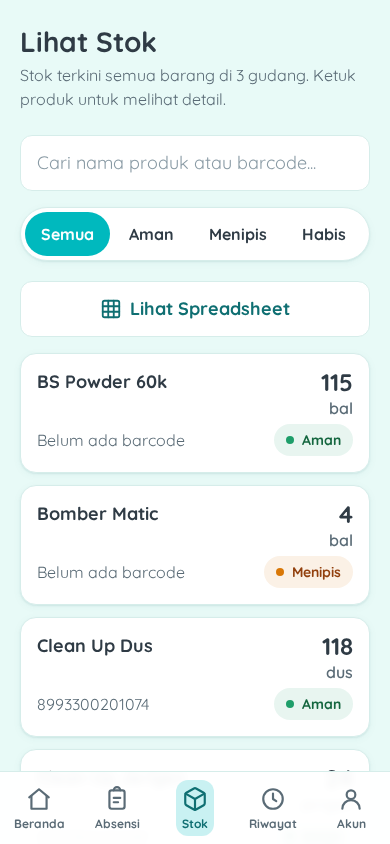 Lihat Stok
Stok terkini semua barang di 3 gudang. Ketuk
produk untuk melihat detail.
Cari nama produk atau barcode...
Semua
Aman
Menipis
Habis
Lihat Spreadsheet
BS Powder 60k
115
bal
Belum ada barcode
Aman
Bomber Matic
4
bal
Belum ada barcode
Menipis
Clean Up Dus
118
dus
8993300201074
Aman
Beranda
Absensi
Stok
Riwayat
Akun